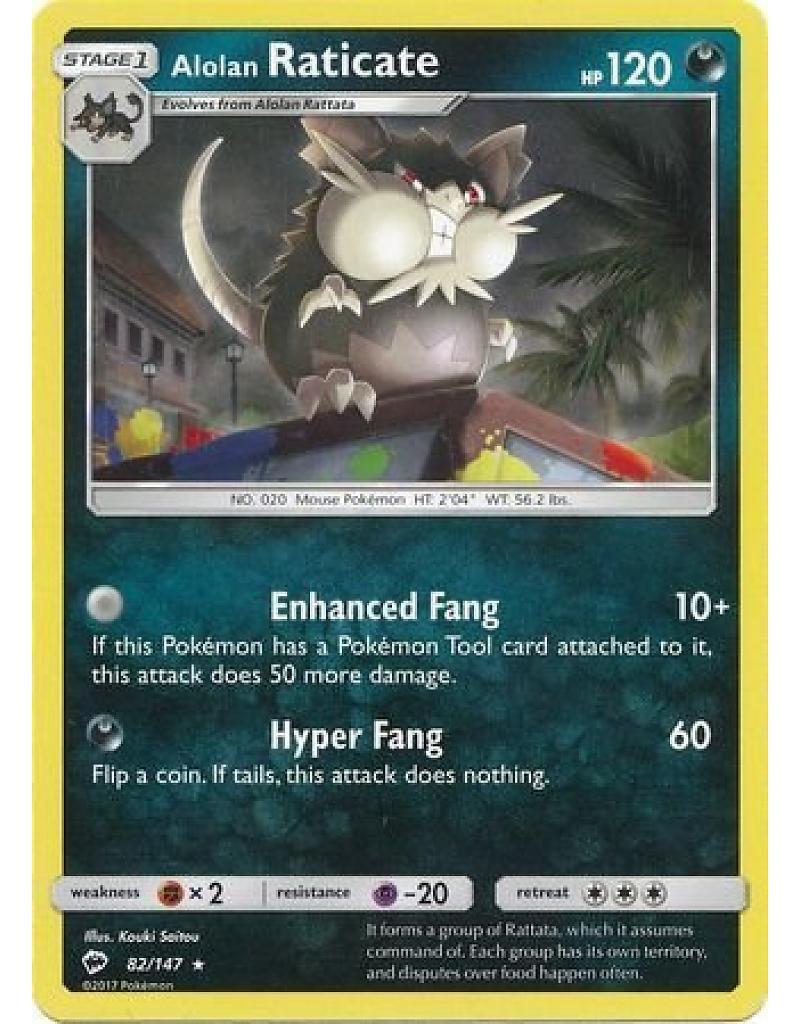 STAGE 1 Alolan Raticate HP 120
Evolves from Alolan Rattata
NO. 020 Mouse Pokémon HT: 2'04" WT: 56.2 lbs.
Enhanced Fang 10+
If this Pokémon has a Pokémon Tool card attached to it,
this attack does 50 more damage.
Hyper Fang 60
Flip a coin. If tails, this attack does nothing.
weakness ×2 resistance -20 retreat
Illus. Kouki Saitou
82/147 ★
©2017 Pokémon
It forms a group of Rattata, which it assumes
command of. Each group has its own territory,
and disputes over food happen often.